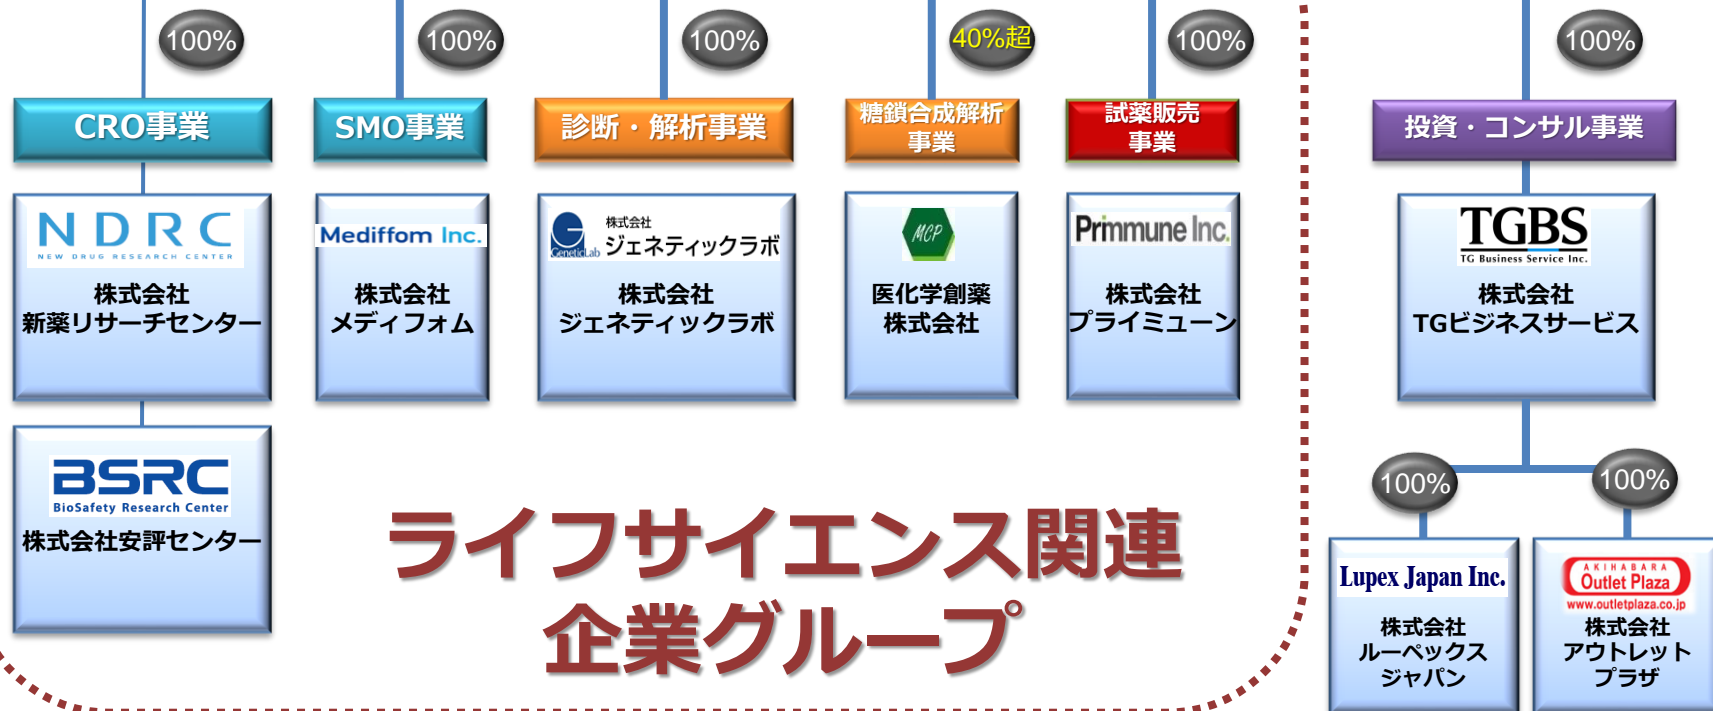 100%
100%
100%
40%超
100%
100%
CRO事業
SMO事業
診断・解析事業
糖鎖合成解析
事業
試薬販売
事業
投資・コンサル事業
NDRC
NEW DRUG RESEARCH CENTER
株式会社
新薬リサーチセンター
Mediffom Inc.
株式会社
メディフォム
GeneticLab
株式会社
ジェネティックラボ
株式会社
ジェネティックラボ
MCP
医化学創薬
株式会社
Primmune Inc.
株式会社
プライミューン
TGBS
TG Business Service Inc.
株式会社
TGビジネスサービス
BSRC
BioSafety Research Center
株式会社安評センター
ライフサイエンス関連
企業グループ
100%
100%
Lupex Japan Inc.
株式会社
ルーペックス
ジャパン
AKIHABARA
Outlet Plaza
www.outletplaza.co.jp
株式会社
アウトレット
プラザ